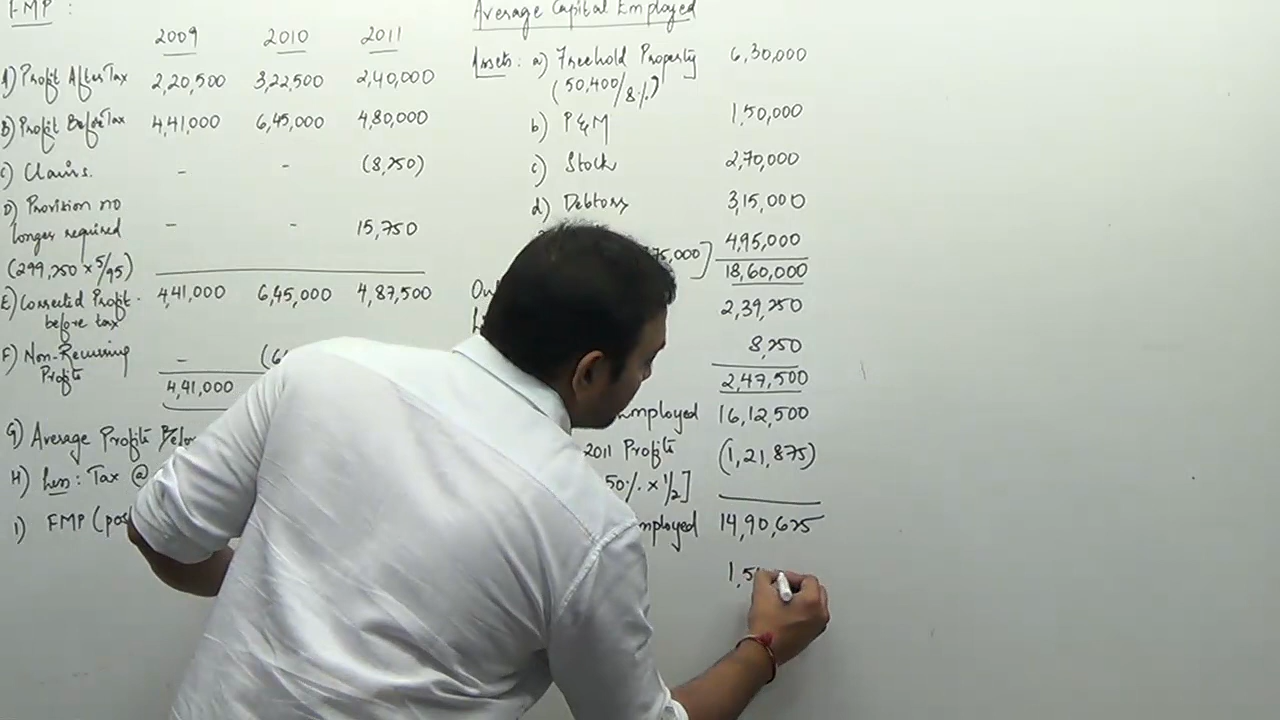 FMP :
2009 2010 2011
A) Profit After Tax 2,20,500 3,22,500 2,40,000
B) Profit Before Tax 4,41,000 6,45,000 4,80,000
C) Claims. - - (8,250)
D) Provision no
longer required - - 15,750
(299,250 x 5/95)
E) Corrected Profit - 4,41,000 6,45,000 4,87,500
before tax
F) Non-Recurring -
Profits
4,41,000
G) Average Profits
H) Less: Tax @
I) FMP
Average Capital Employed
Assets: a) Freehold Property 6,30,000
(50,400/8%)
b) P&M 1,50,000
c) Stock 2,70,000
d) Debtors 3,15,000
75,000] 4,95,000
18,60,000
2,39,250
8,250
2,47,500
Employed 16,12,500
2011 Profits (1,21,875)
50% x 1/2]
14,90,625